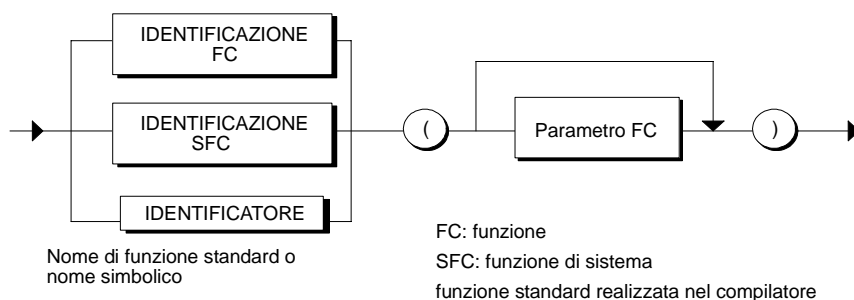 IDENTIFICAZIONE
FC
IDENTIFICAZIONE
SFC
(
Parametro FC
)
IDENTIFICATORE
Nome di funzione standard o
nome simbolico
FC: funzione
SFC: funzione di sistema
funzione standard realizzata nel compilatore